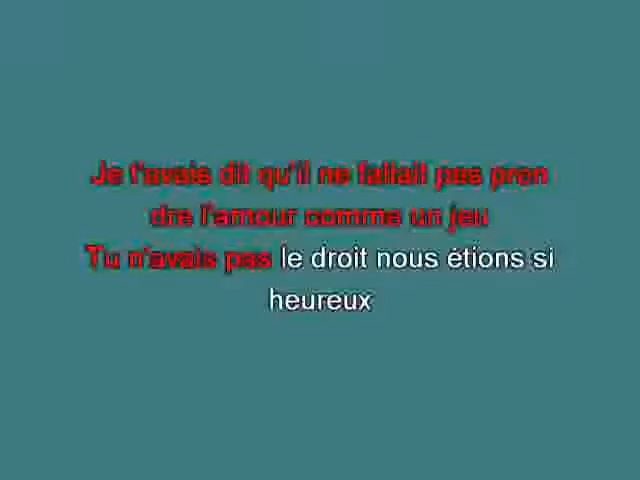 Je t'avais dit qu'il ne fallait pas pren
dre l'amour comme un jeu
Tu n'avais pas le droit nous étions si
heureux